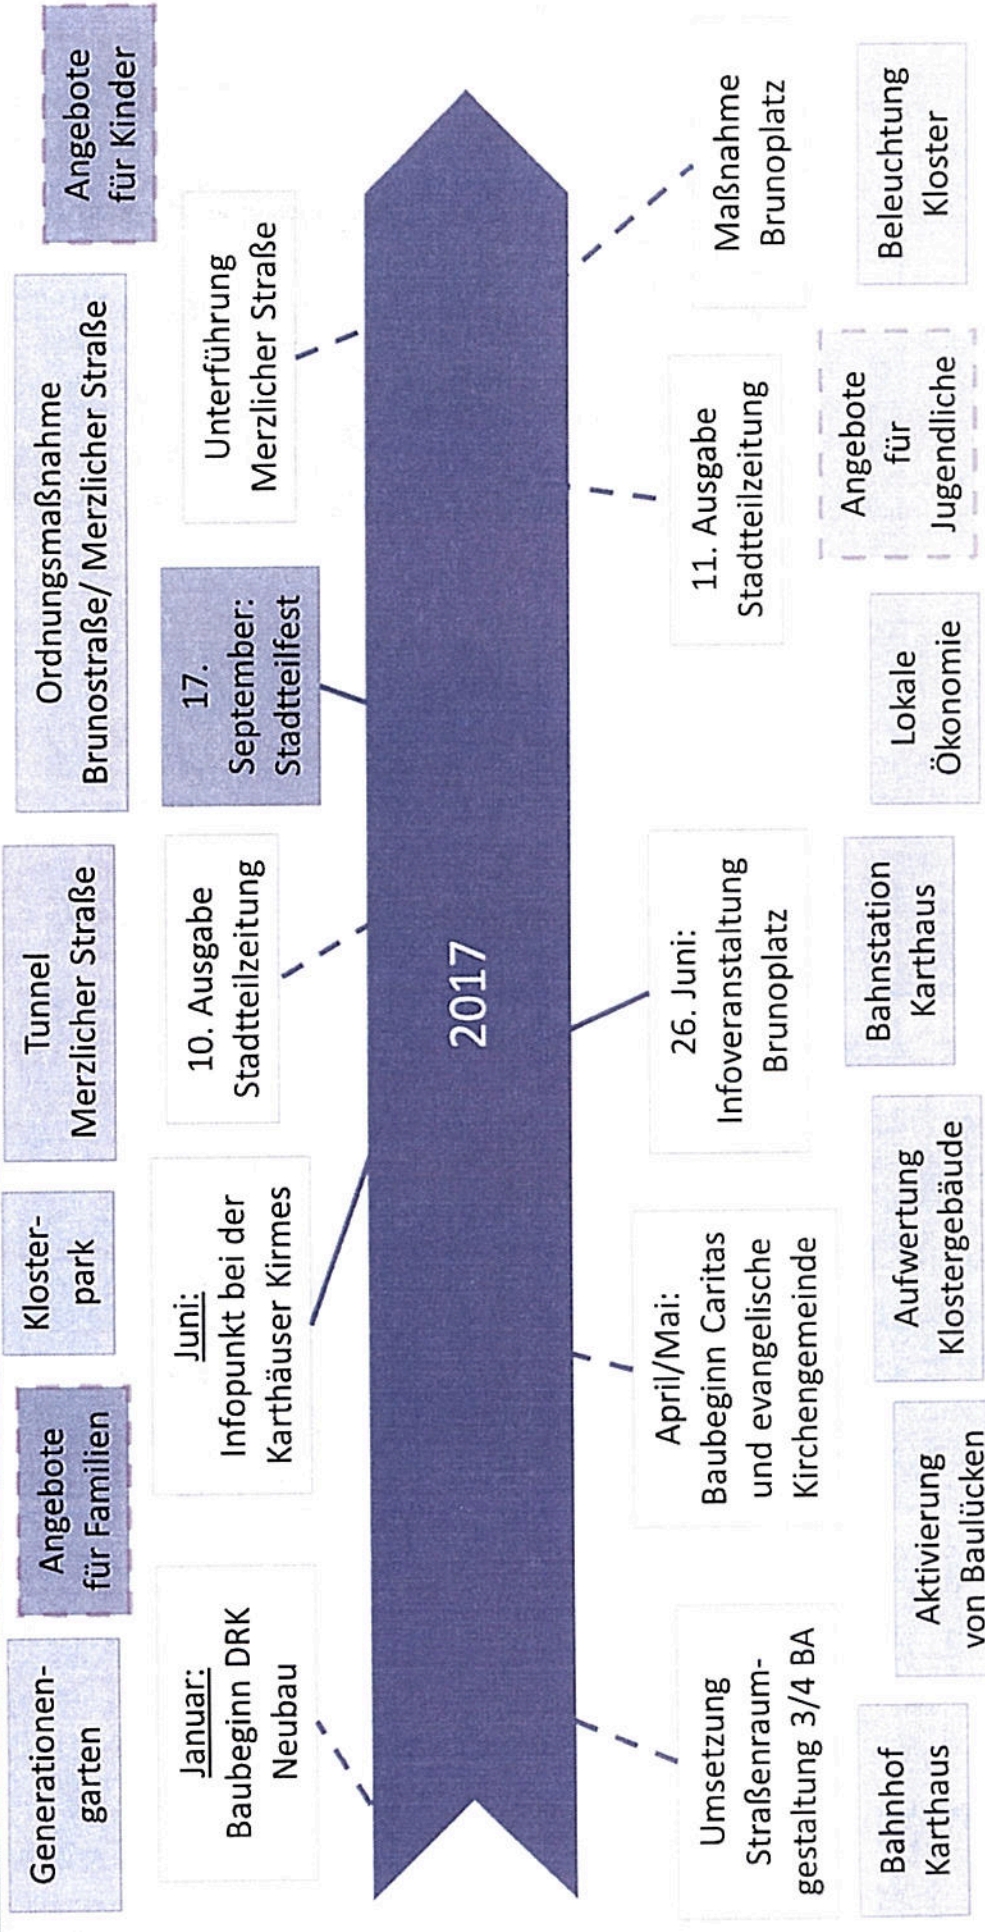 Generationen-
garten
Angebote
für Familien
Kloster-
park
Tunnel
Merzlicher Straße
Ordnungsmaßnahme
Brunostraße/ Merzlicher Straße
Angebote
für Kinder
Januar:
Baubeginn DRK
Neubau
Juni:
Infopunkt bei der
Karthäuser Kirmes
10. Ausgabe
Stadtteilzeitung
17.
September:
Stadtteilfest
Unterführung
Merzlicher Straße
2017
Umsetzung
Straßenraum-
gestaltung 3/4 BA
April/Mai:
Baubeginn Caritas
und evangelische
Kirchengemeinde
26. Juni:
Infoveranstaltung
Brunoplatz
11. Ausgabe
Stadtteilzeitung
Maßnahme
Brunoplatz
Bahnhof
Karthaus
Aktivierung
von Baulücken
Aufwertung
Klostergebäude
Bahnstation
Karthaus
Lokale
Ökonomie
Angebote
für
Jugendliche
Beleuchtung
Kloster